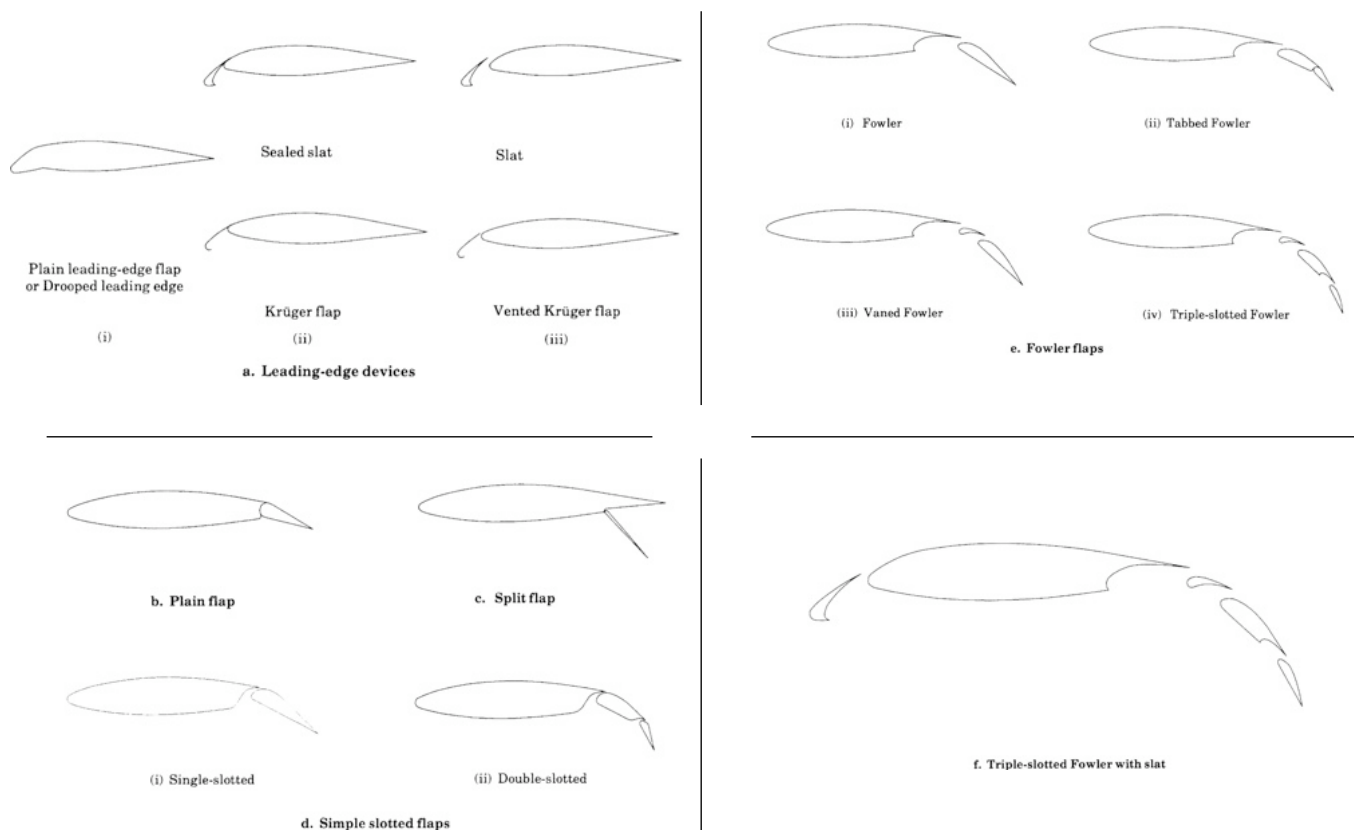 Sealed slat
Slat
Plain leading-edge flap
or Drooped leading edge
(i)
Krüger flap
(ii)
Vented Krüger flap
(iii)
a. Leading-edge devices
(i) Fowler
(ii) Tabbed Fowler
(iii) Vaned Fowler
(iv) Triple-slotted Fowler
e. Fowler flaps
b. Plain flap
c. Split flap
(i) Single-slotted
(ii) Double-slotted
d. Simple slotted flaps
f. Triple-slotted Fowler with slat